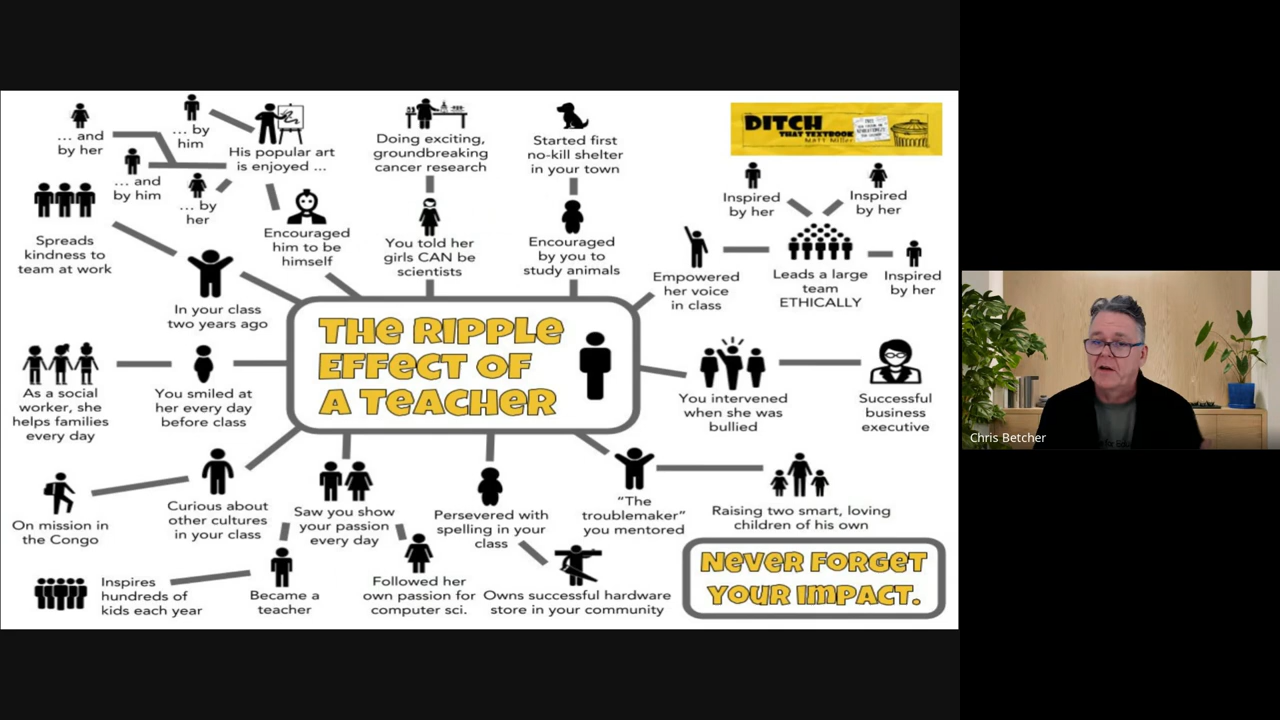 ... and
by her
... by
him
... and
by him
... by
her
His popular art
is enjoyed ...
Doing exciting,
groundbreaking
cancer research
Started first
no-kill shelter
in your town
DITCH
THAT TEXTBOOK
Matt Miller
Inspired
by her
Inspired
by her
Spreads
kindness to
team at work
Encouraged
him to be
himself
You told her
girls CAN be
scientists
Encouraged
by you to
study animals
Empowered
her voice
in class
Leads a large
team
ETHICALLY
Inspired
by her
In your class
two years ago
THE RIPPLE
EFFECT OF
A TEACHER
As a social
worker, she
helps families
every day
You smiled at
her every day
before class
You intervened
when she was
bullied
Successful
business
executive
Chris Betcher
On mission in
the Congo
Curious about
other cultures
in your class
Saw you show
your passion
every day
Persevered with
spelling in your
class
“The
troublemaker”
you mentored
Raising two smart, loving
children of his own
Inspires
hundreds of
kids each year
Became a
teacher
Followed her
own passion for
computer sci.
Owns successful hardware
store in your community
NEVER FORGET
YOUR IMPACT.